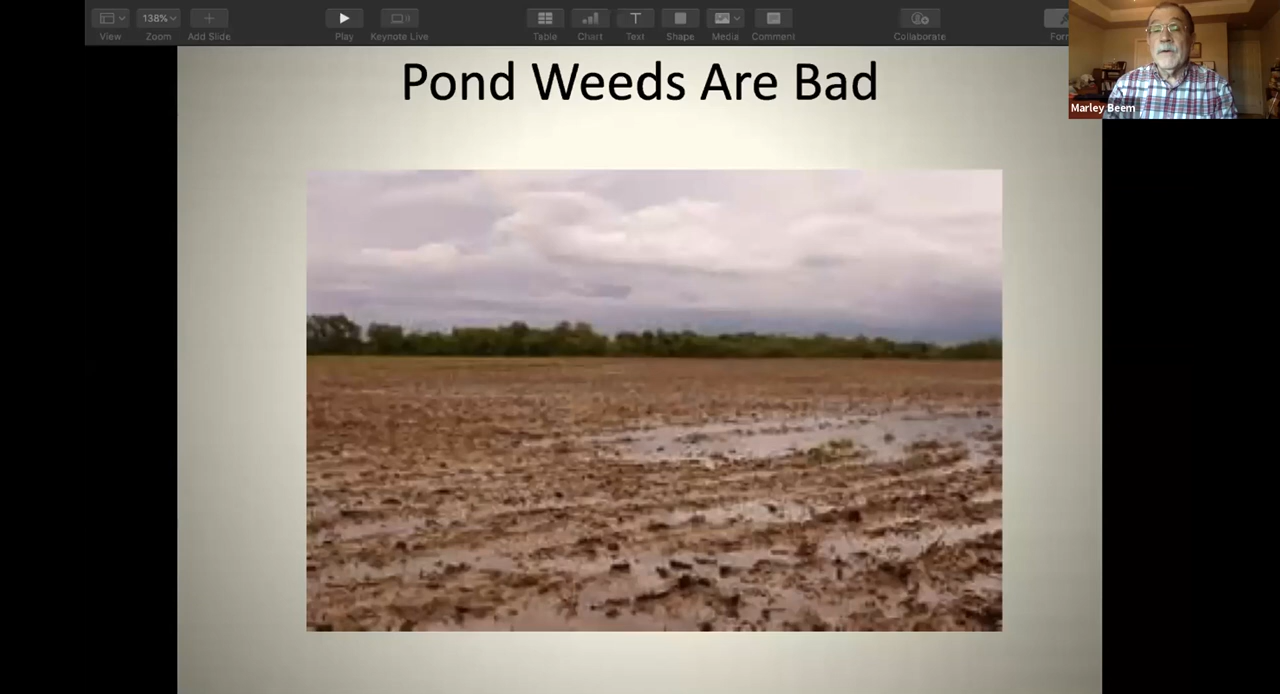 View
Zoom
Add Slide
138%
Play
Keynote Live
Table
Chart
Text
Shape
Media
Comment
Collaborate
Pond Weeds Are Bad
Marley Beem